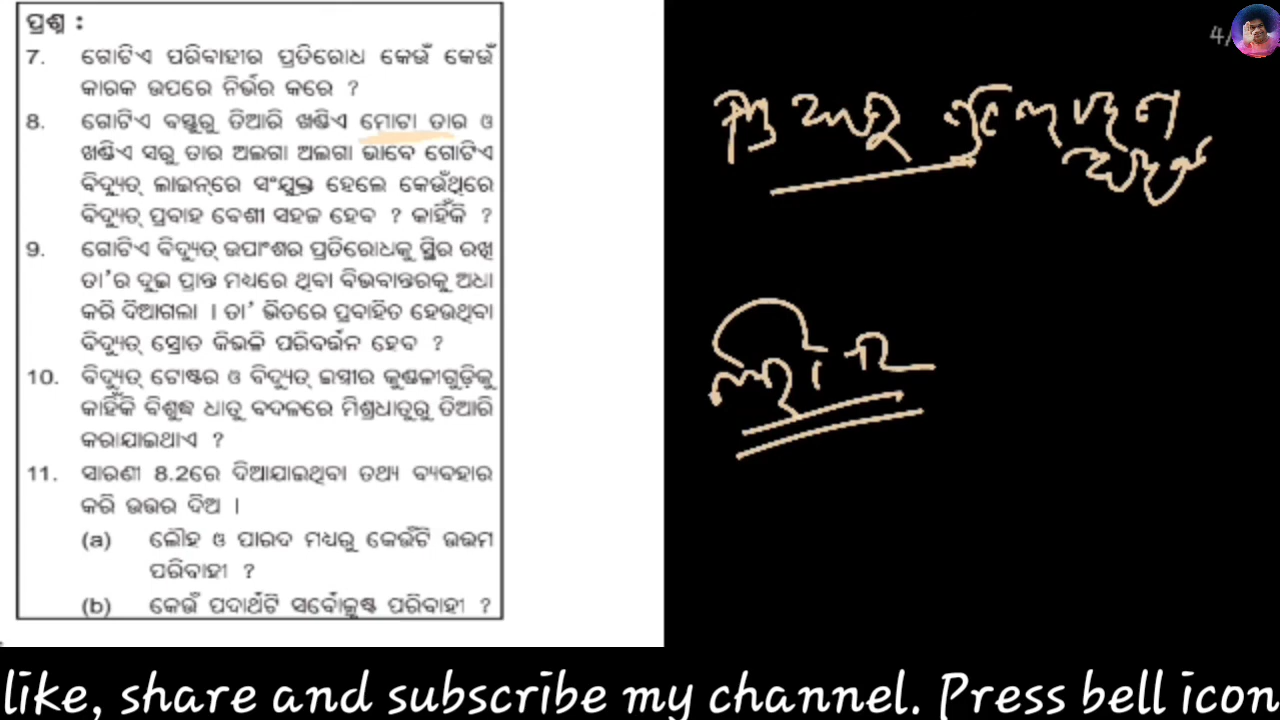 ପ୍ରଶ୍ନ :
7. ଗୋଟିଏ ପରିବାହୀର ପ୍ରତିରୋଧ କେଉଁ କେଉଁ
କାରକ ଉପରେ ନିର୍ଭର କରେ ?
8. ଗୋଟିଏ ବସ୍ତୁରୁ ତିଆରି ଖଣ୍ଡିଏ ମୋଟା ତାର ଓ
ଖଣ୍ଡିଏ ସରୁ ତାର ଅଲଗା ଅଲଗା ଭାବେ ଗୋଟିଏ
ବିଦ୍ୟୁତ୍ ଲାଇନ୍‌ରେ ସଂଯୁକ୍ତ ହେଲେ କେଉଁଥିରେ
ବିଦ୍ୟୁତ୍ ପ୍ରବାହ ବେଶୀ ସହଜ ହେବ ? କାହିଁକି ?
9. ଗୋଟିଏ ବିଦ୍ୟୁତ୍ ଉପାଂଶର ପ୍ରତିରୋଧକୁ ସ୍ଥିର ରଖି
ତା'ର ଦୁଇ ପ୍ରାନ୍ତ ମଧ୍ୟରେ ଥିବା ବିଭବାନ୍ତରକୁ ଅଧା
କରି ଦିଆଗଲା । ତା' ଭିତରେ ପ୍ରବାହିତ ହେଉଥିବା
ବିଦ୍ୟୁତ୍ ସ୍ରୋତ କିଭଳି ପରିବର୍ତ୍ତନ ହେବ ?
10. ବିଦ୍ୟୁତ୍ ଟୋଷ୍ଟର ଓ ବିଦ୍ୟୁତ୍ ଇସ୍ତ୍ରୀର କୁଣ୍ଡଳୀଗୁଡ଼ିକୁ
କାହିଁକି ବିଶୁଦ୍ଧ ଧାତୁ ବଦଳରେ ମିଶ୍ରଧାତୁରୁ ତିଆରି
କରାଯାଇଥାଏ ?
11. ସାରଣୀ 8.2ରେ ଦିଆଯାଇଥିବା ତଥ୍ୟ ବ୍ୟବହାର
କରି ଉତ୍ତର ଦିଅ ।
(a) ଲୌହ ଓ ପାରଦ ମଧ୍ୟରୁ କେଉଁଟି ଉତ୍ତମ
ପରିବାହୀ ?
(b) କେଉଁ ପଦାର୍ଥଟି ସର୍ବୋତ୍କୃଷ୍ଟ ପରିବାହୀ ?
4/
like, share and subscribe my channel. Press bell icon